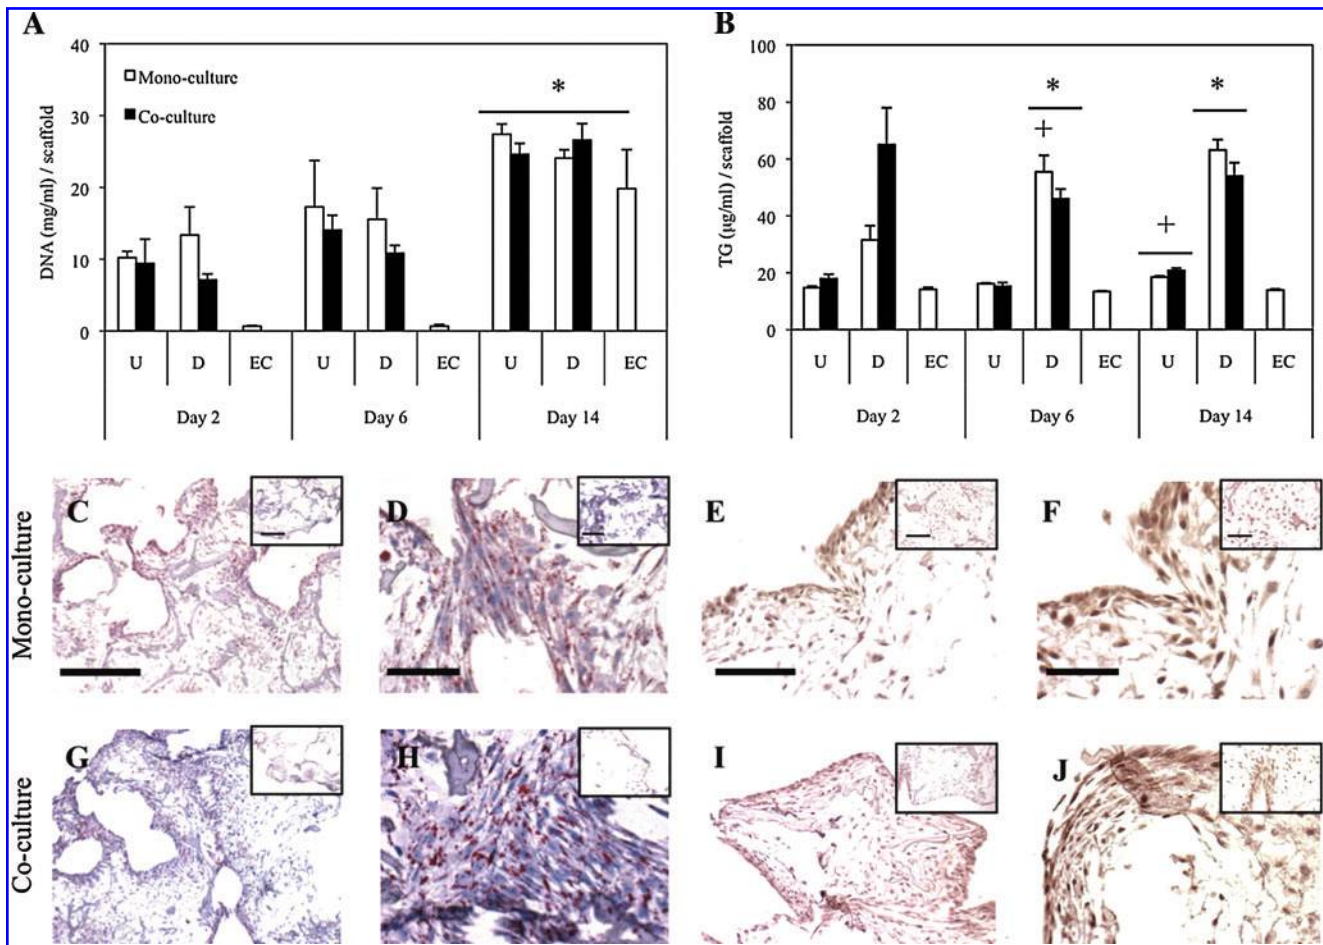 A
40
30
20
10
0
DNA (mg/ml) / scaffold
Mono-culture
Co-culture
*
U D EC U D EC U D EC
Day 2 Day 6 Day 14
B
100
80
60
40
20
0
TG (µg/ml) / scaffold
* *
+
+
U D EC U D EC U D EC
Day 2 Day 6 Day 14
Mono-culture
C D E F
Co-culture
G H I J